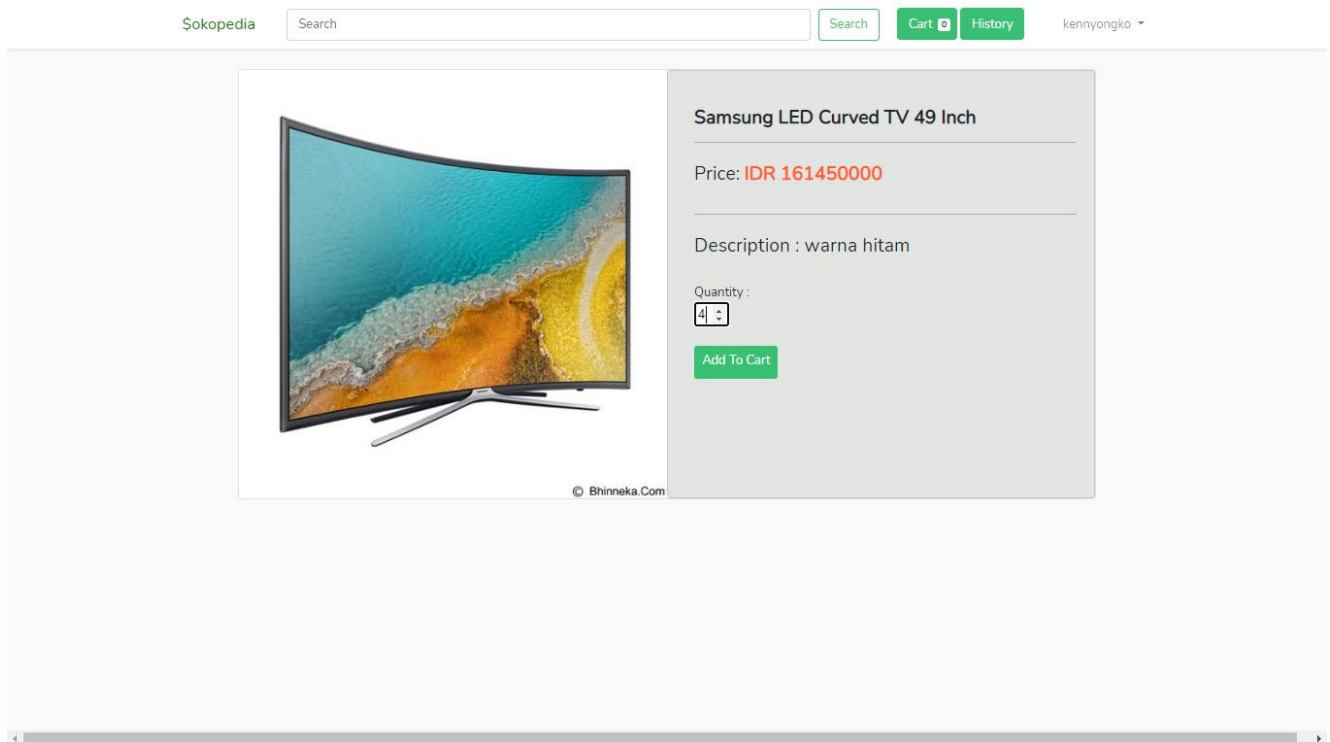 $okopedia
Search
Search
Cart 0
History
kennyongko
Samsung LED Curved TV 49 Inch
Price: IDR 161450000
Description : warna hitam
Quantity :
4
Add To Cart
© Bhinneka.Com